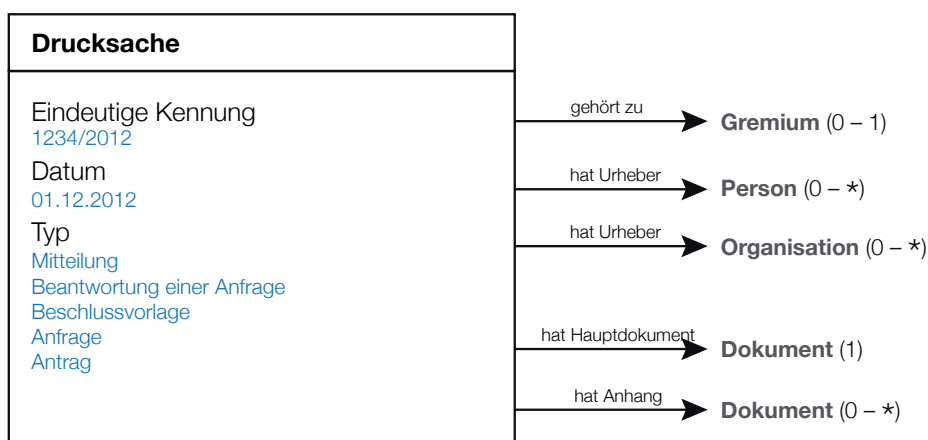 Drucksache
Eindeutige Kennung
1234/2012
Datum
01.12.2012
Typ
Mitteilung
Beantwortung einer Anfrage
Beschlussvorlage
Anfrage
Antrag
gehört zu
Gremium (0 – 1)
hat Urheber
Person (0 – *)
hat Urheber
Organisation (0 – *)
hat Hauptdokument
Dokument (1)
hat Anhang
Dokument (0 – *)